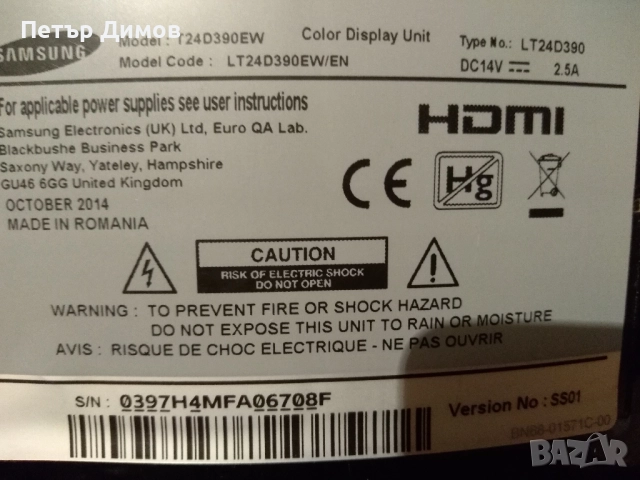 Петър Димов
SAMSUNG
Model : T24D390EW
Color Display Unit
Type No. : LT24D390
Model Code : LT24D390EW/EN
DC14V 2.5A
For applicable power supplies see user instructions
Samsung Electronics (UK) Ltd, Euro QA Lab.
Blackbushe Business Park
Saxony Way, Yateley, Hampshire
GU46 6GG United Kingdom
HDMI
CE
Hg
OCTOBER 2014
MADE IN ROMANIA
CAUTION
RISK OF ELECTRIC SHOCK
DO NOT OPEN
WARNING : TO PREVENT FIRE OR SHOCK HAZARD
DO NOT EXPOSE THIS UNIT TO RAIN OR MOISTURE
AVIS : RISQUE DE CHOC ELECTRIQUE - NE PAS OUVRIR
S/N : 0397H4MFA06708F
Version No : SS01
BN68-01571C-00
BAZAR